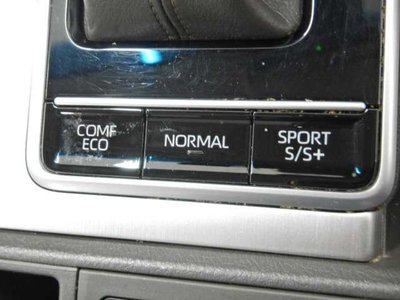 COMF
ECO
NORMAL
SPORT
S/S+